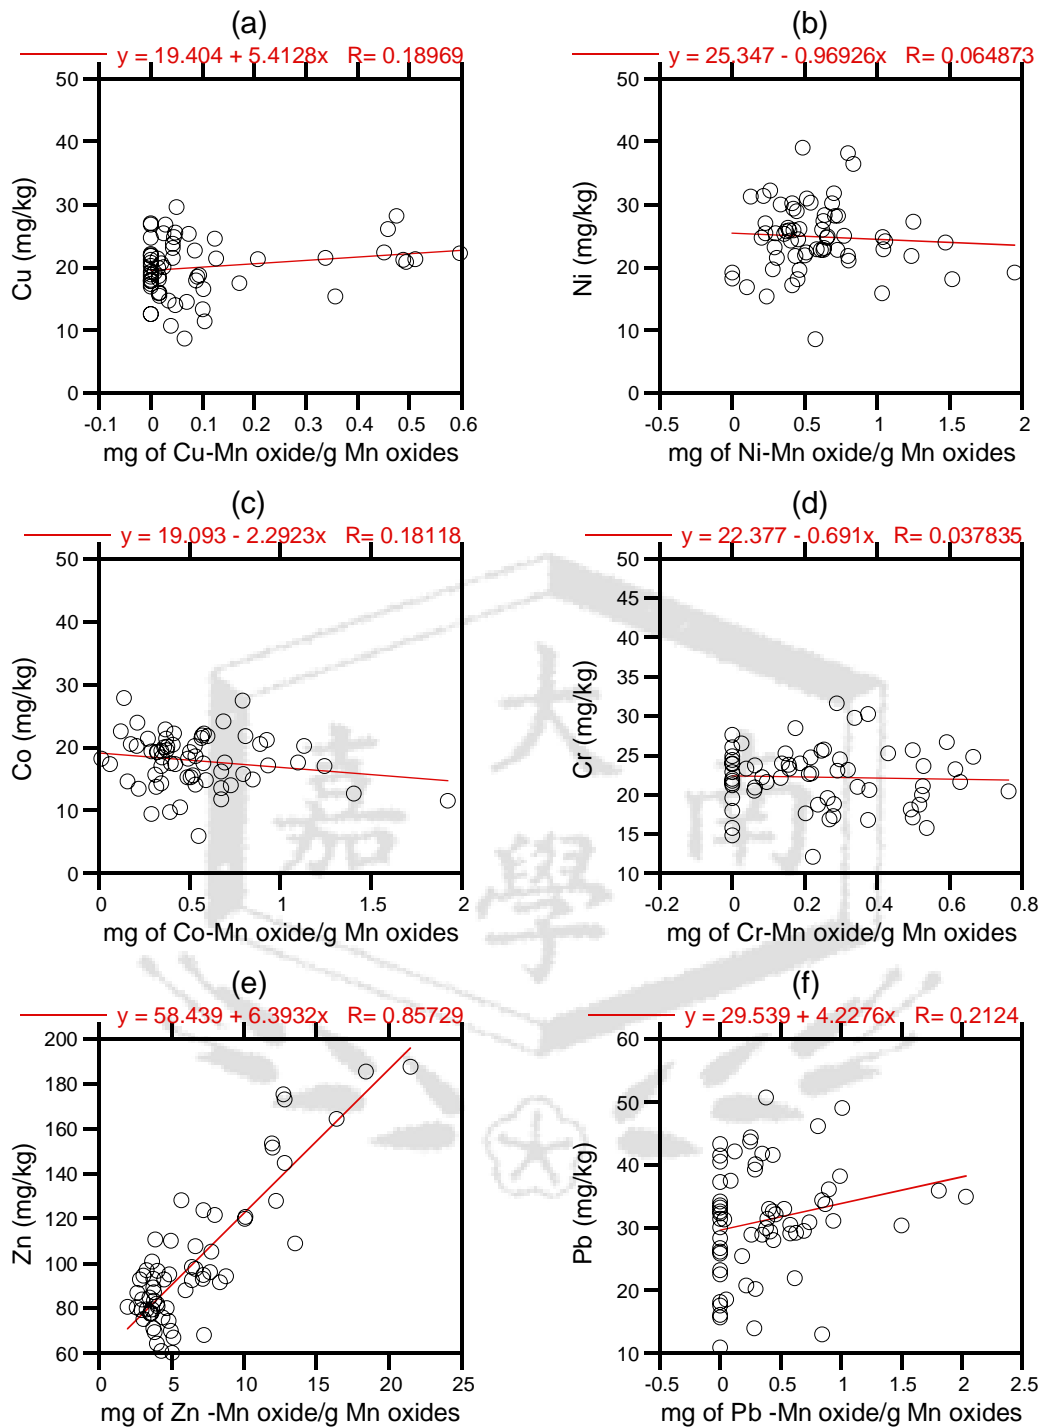 (a) (b)
y = 19.404 + 5.4128x R= 0.18969 y = 25.347 - 0.96926x R= 0.064873
50 50
40 40
30 30
20 20
10 10
0 0
Cu (mg/kg) Ni (mg/kg)
-0.1 0 0.1 0.2 0.3 0.4 0.5 0.6 -0.5 0 0.5 1 1.5 2
mg of Cu-Mn oxide/g Mn oxides mg of Ni-Mn oxide/g Mn oxides
(c) (d)
y = 19.093 - 2.2923x R= 0.18118 y = 22.377 - 0.691x R= 0.037835
50 50
45
40 40
35
30 30
25
20 20
15
10 10
0
Co (mg/kg) Cr (mg/kg)
0 0.5 1 1.5 2 -0.2 0 0.2 0.4 0.6 0.8
mg of Co-Mn oxide/g Mn oxides mg of Cr-Mn oxide/g Mn oxides
大
嘉 南
學
(e) (f)
y = 58.439 + 6.3932x R= 0.85729 y = 29.539 + 4.2276x R= 0.2124
200 60
180 50
160
140 40
120 30
100
80 20
60 10
Zn (mg/kg) Pb (mg/kg)
0 5 10 15 20 25 -0.5 0 0.5 1 1.5 2 2.5
mg of Zn -Mn oxide/g Mn oxides mg of Pb -Mn oxide/g Mn oxides